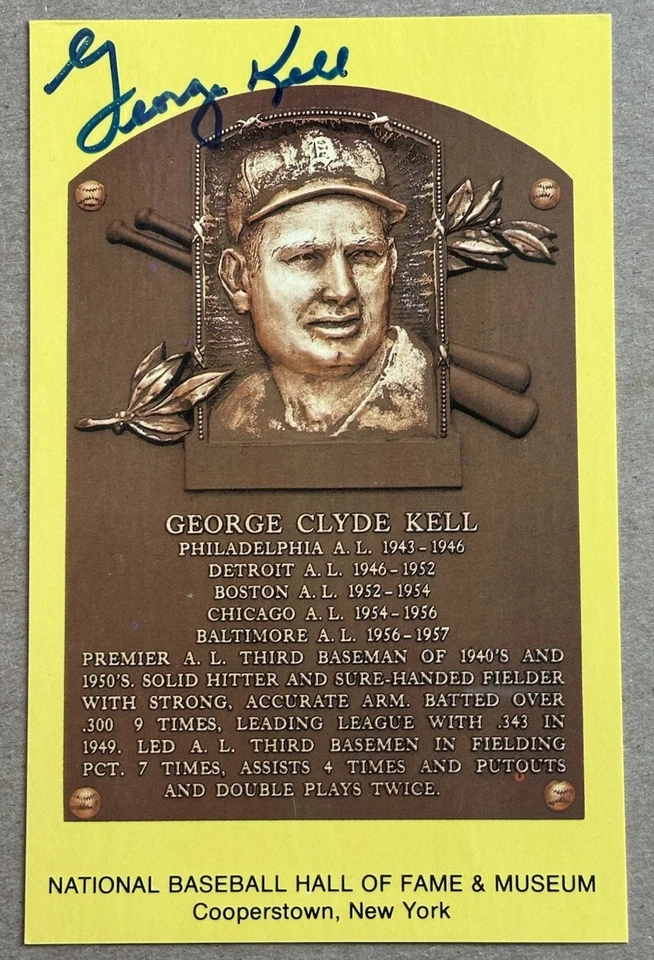 George Kell
D
GEORGE CLYDE KELL
PHILADELPHIA A. L. 1943-1946
DETROIT A. L. 1946-1952
BOSTON A. L. 1952-1954
CHICAGO A. L. 1954-1956
BALTIMORE A. L. 1956-1957
PREMIER A. L. THIRD BASEMAN OF 1940'S AND
1950'S. SOLID HITTER AND SURE-HANDED FIELDER
WITH STRONG, ACCURATE ARM. BATTED OVER
.300 9 TIMES, LEADING LEAGUE WITH .343 IN
1949. LED A. L. THIRD BASEMEN IN FIELDING
PCT. 7 TIMES, ASSISTS 4 TIMES AND PUTOUTS
AND DOUBLE PLAYS TWICE.
NATIONAL BASEBALL HALL OF FAME & MUSEUM
Cooperstown, New York